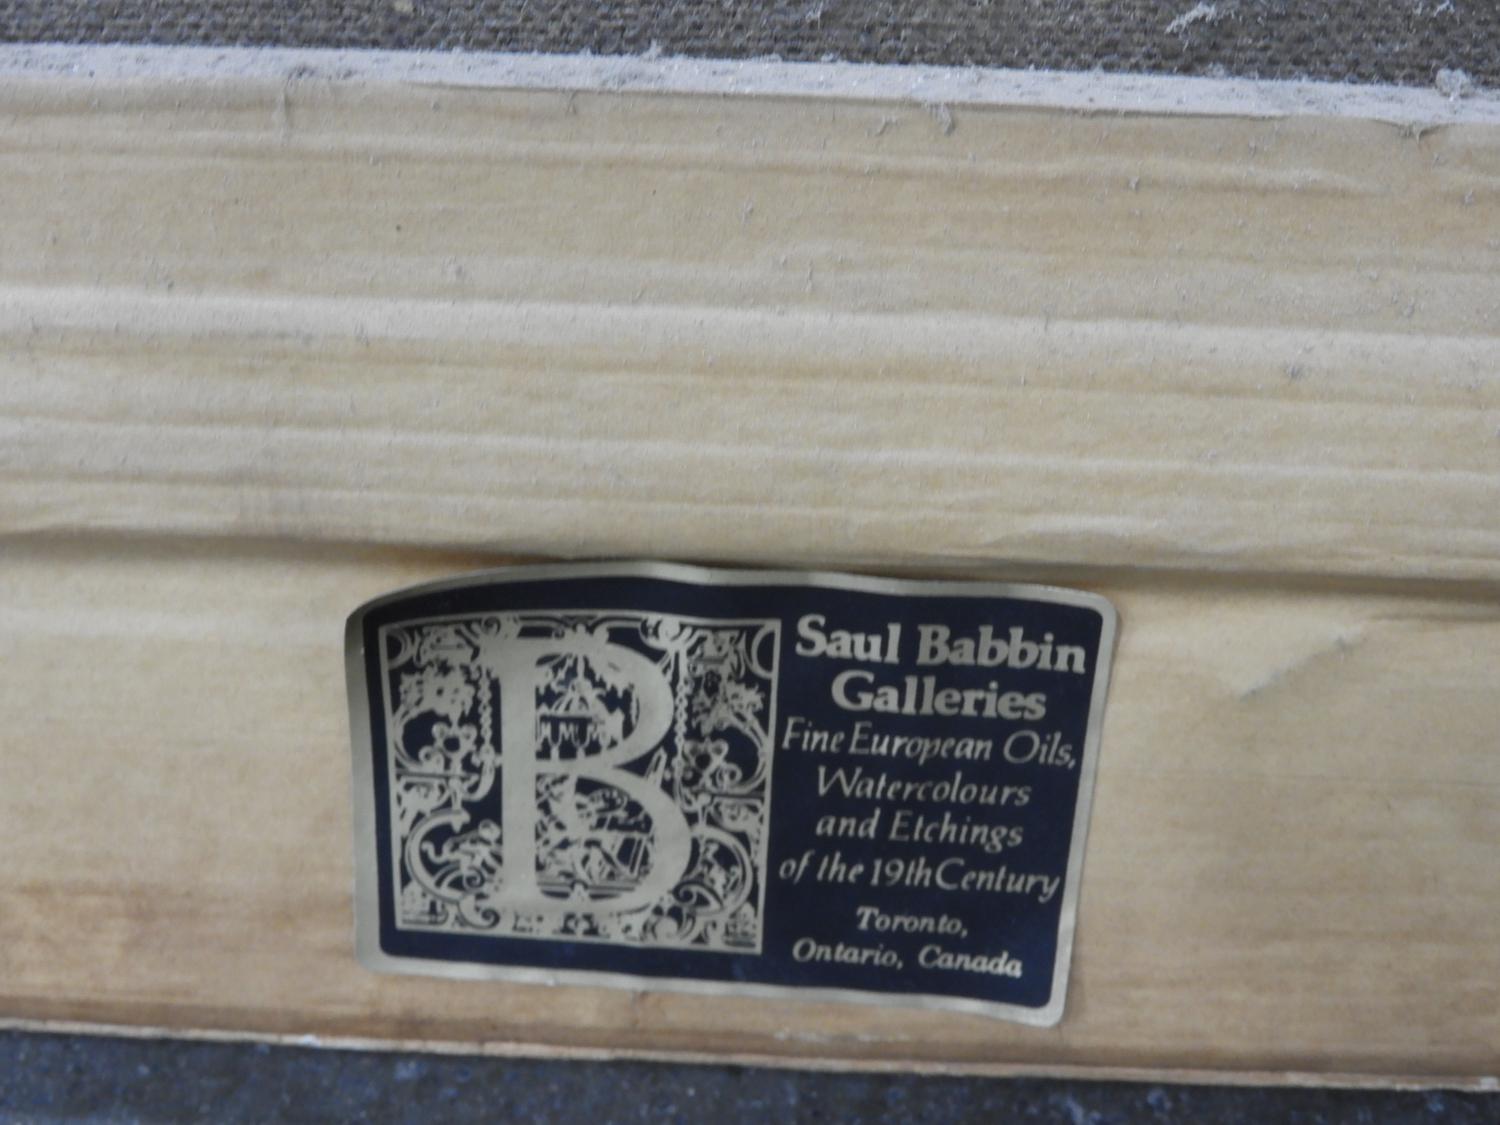 B
Saul Babbin
Galleries
Fine European Oils,
Watercolours
and Etchings
of the 19th Century
Toronto,
Ontario, Canada